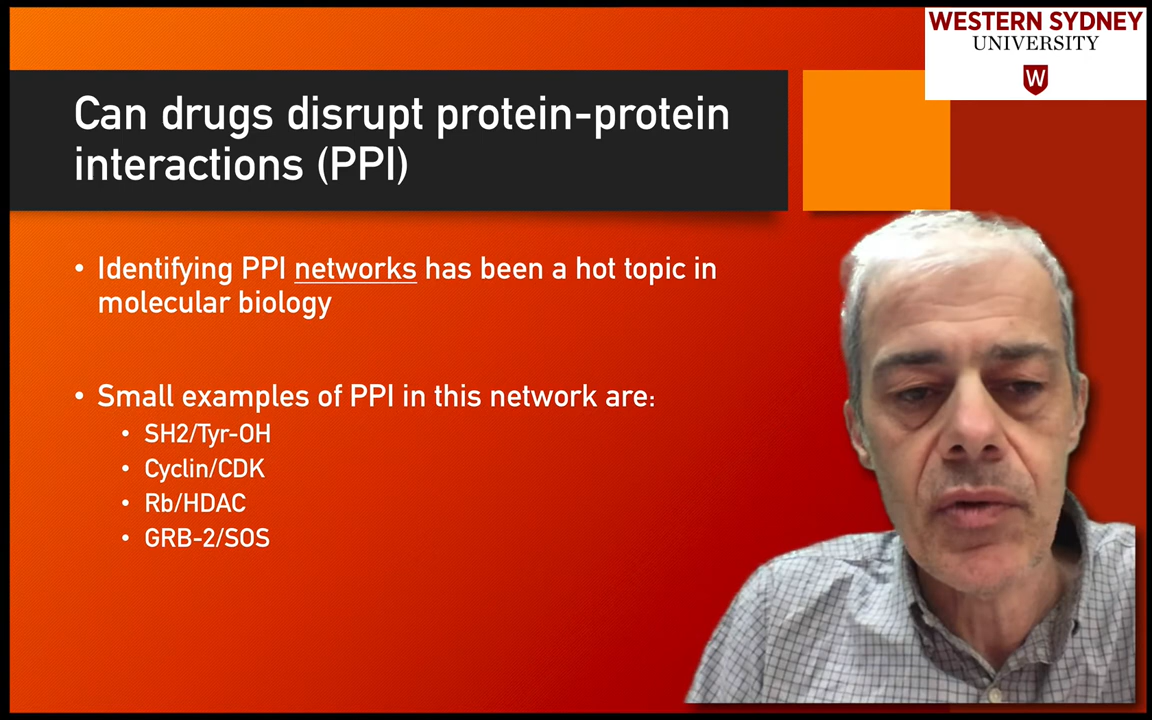 WESTERN SYDNEY
UNIVERSITY
W
Can drugs disrupt protein-protein
interactions (PPI)
• Identifying PPI networks has been a hot topic in
molecular biology
• Small examples of PPI in this network are:
• SH2/Tyr-OH
• Cyclin/CDK
• Rb/HDAC
• GRB-2/SOS